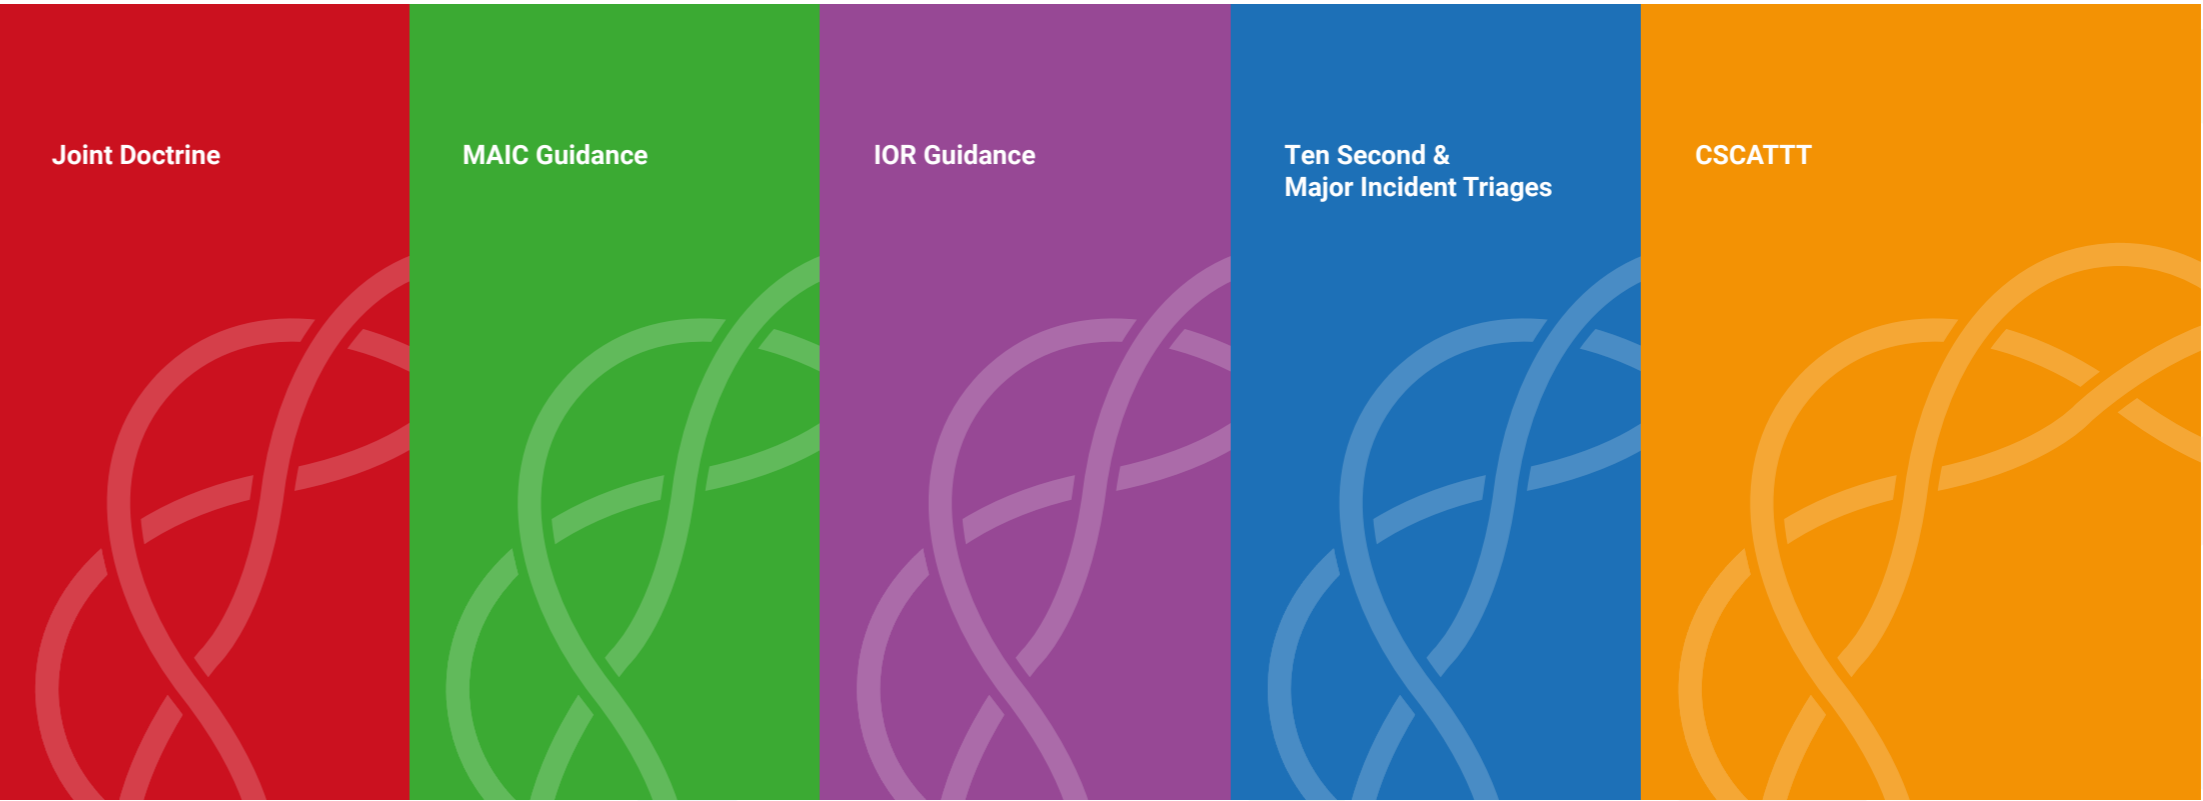 Joint Doctrine
MAIC Guidance
IOR Guidance
Ten Second &
Major Incident Triages
CSCATTT